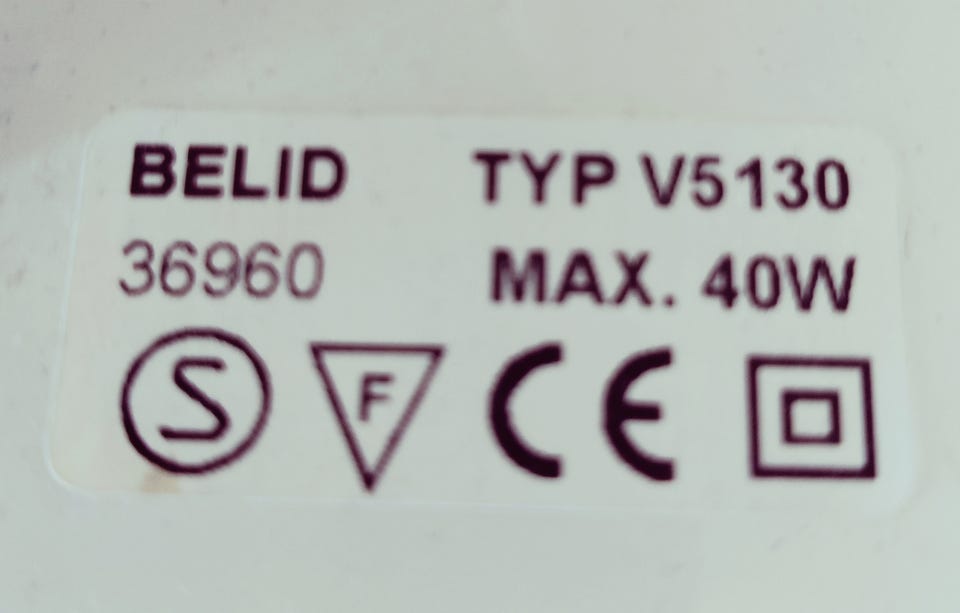 BELID TYP V5130
36960 MAX. 40W
S F CE